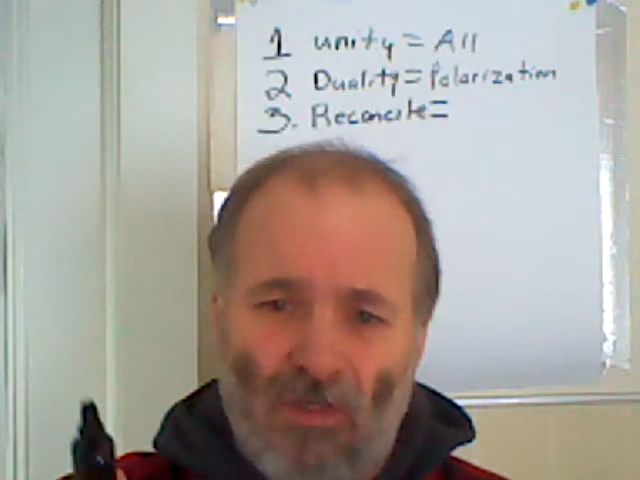 1 unity = All
2 Duality = Polarization
3. Reconcile =